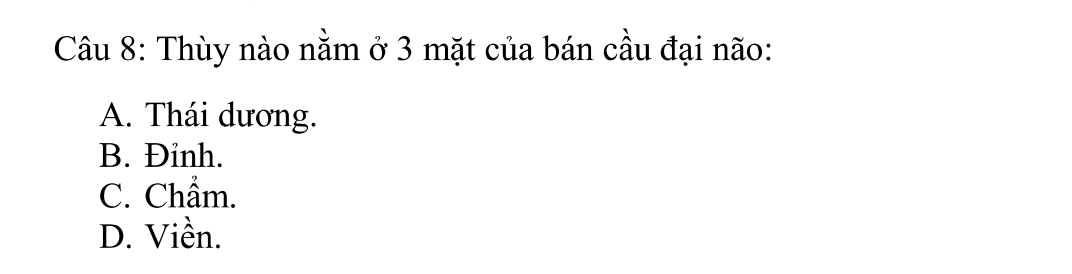 Câu 8: Thùy nào nằm ở 3 mặt của bán cầu đại não:
A. Thái dương.
B. Đỉnh.
C. Chẩm.
D. Viền.